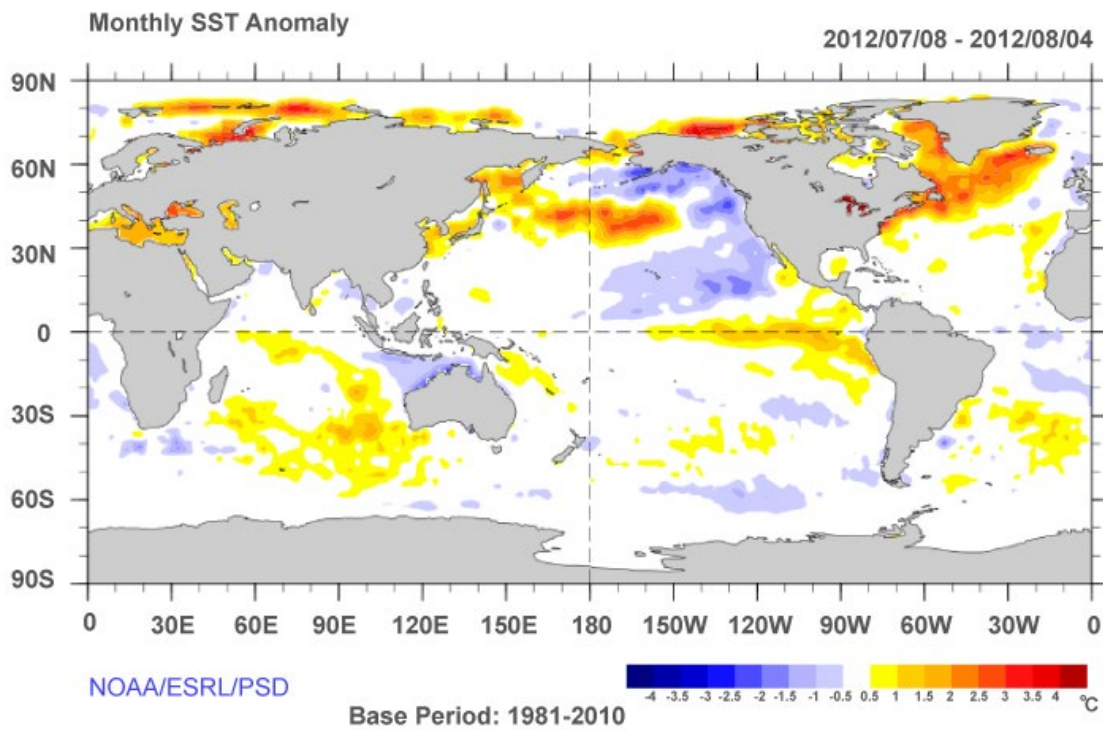 Monthly SST Anomaly
2012/07/08 - 2012/08/04
90N
60N
30N
0
30S
60S
90S
0 30E 60E 90E 120E 150E 180 150W 120W 90W 60W 30W 0
NOAA/ESRL/PSD
-4 -3.5 -3 -2.5 -2 -1.5 -1 -0.5 0.5 1 1.5 2 2.5 3 3.5 4 °C
Base Period: 1981-2010